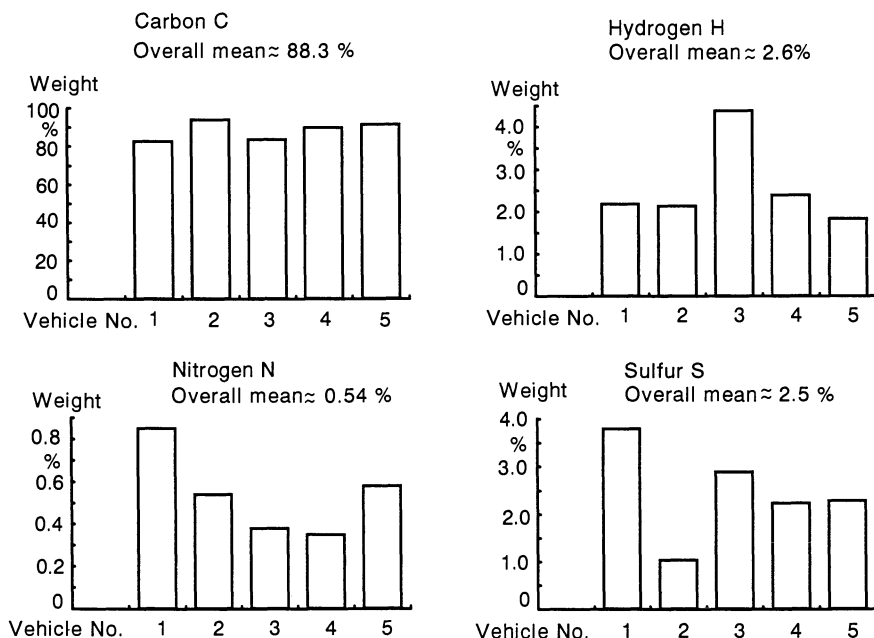 Carbon C
Overall mean≈ 88.3 %
Weight
100
%
80
60
40
20
0
Vehicle No. 1 2 3 4 5
Hydrogen H
Overall mean≈ 2.6%
Weight
4.0
%
3.0
2.0
1.0
0
Vehicle No. 1 2 3 4 5
Nitrogen N
Overall mean≈ 0.54 %
Weight
0.8
%
0.6
0.4
0.2
0
Vehicle No. 1 2 3 4 5
Sulfur S
Overall mean≈ 2.5 %
Weight
4.0
%
3.0
2.0
1.0
0
Vehicle No. 1 2 3 4 5